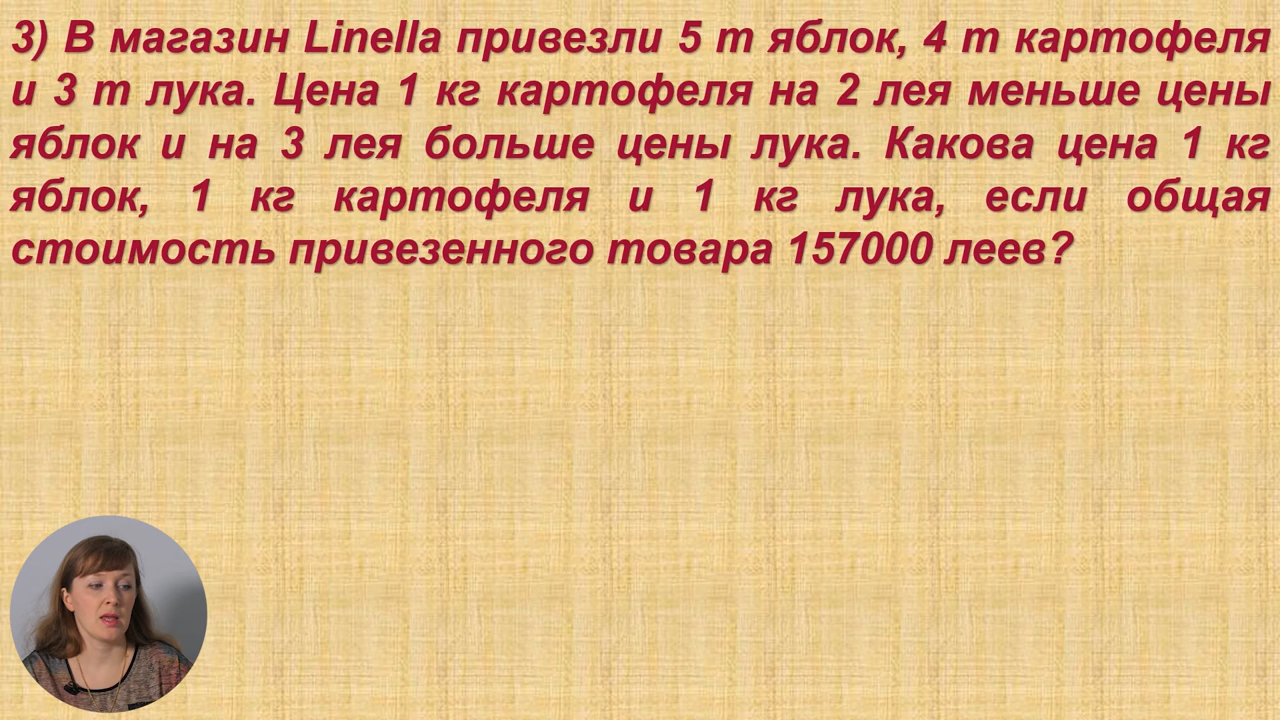 3) В магазин Linella привезли 5 т яблок, 4 т картофеля
и 3 т лука. Цена 1 кг картофеля на 2 лея меньше цены
яблок и на 3 лея больше цены лука. Какова цена 1 кг
яблок, 1 кг картофеля и 1 кг лука, если общая
стоимость привезенного товара 157000 леев?